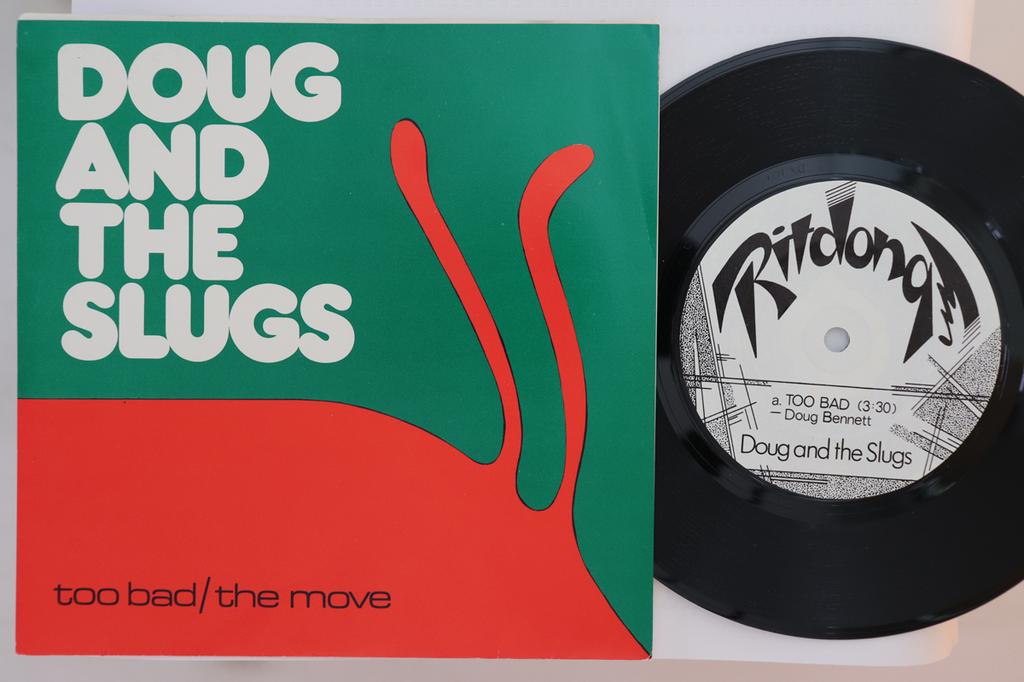 DOUG
AND
THE
SLUGS
too bad/the move
Ritdong
a. TOO BAD (3:30)
— Doug Bennett
Doug and the Slugs